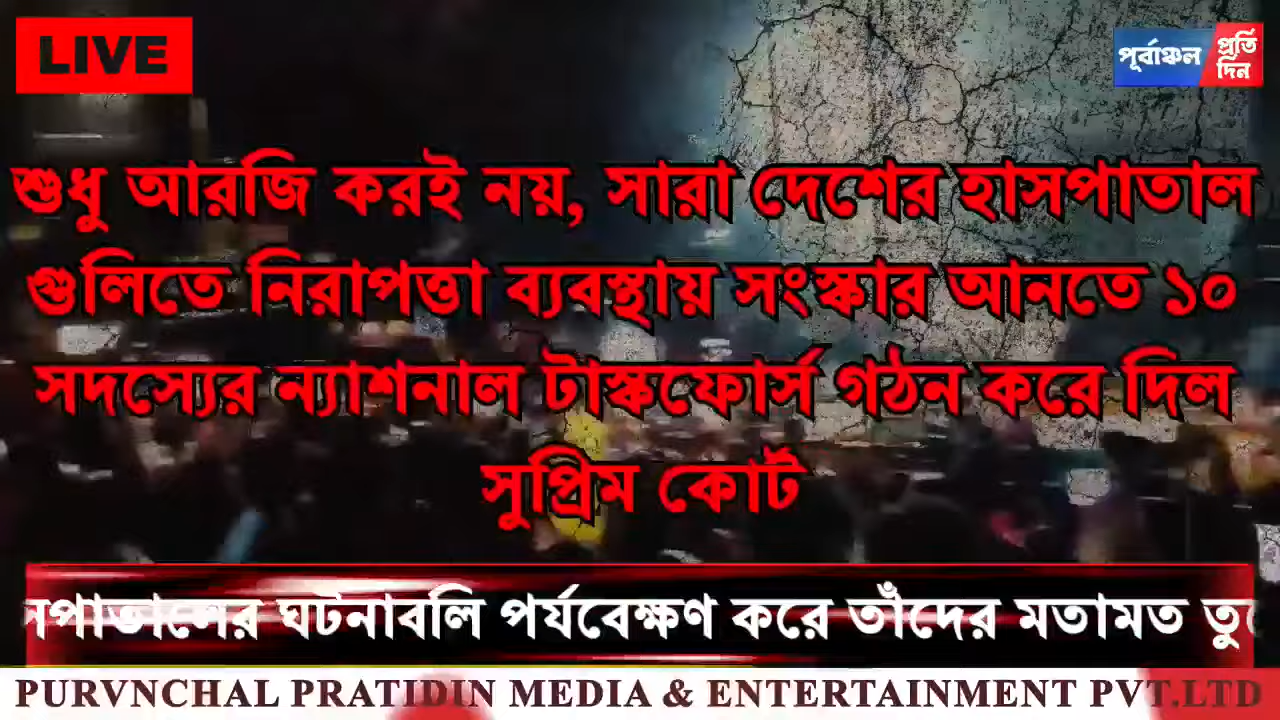 LIVE
পূর্বাঞ্চল
প্রতি
দিন
শুধু আরজি করই নয়, সারা দেশের হাসপাতাল
গুলিতে নিরাপত্তা ব্যবস্থায় সংস্কার আনতে ১০
সদস্যের ন্যাশনাল টাস্কফোর্স গঠন করে দিল
সুপ্রিম কোর্ট
ঘটনাবলি পর্যবেক্ষণ করে তাঁদের মতামত
PURVNCHAL PRATIDIN MEDIA & ENTERTAINMENT PVT.LTD